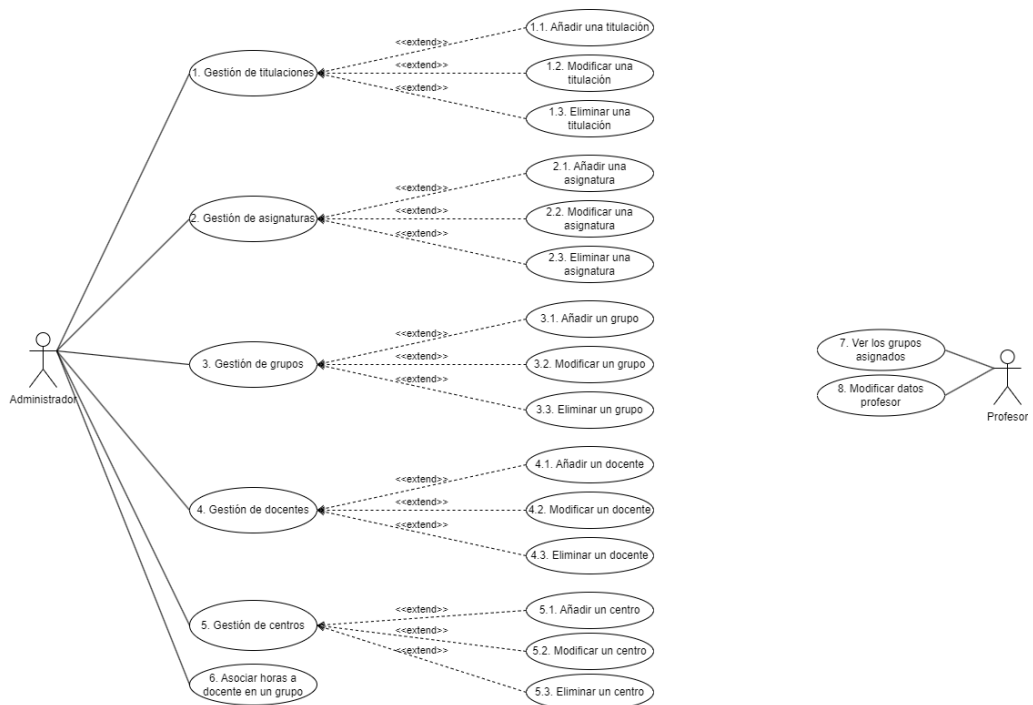 1.1. Añadir una titulación
<<extend>>
1. Gestión de titulaciones
<<extend>>
1.2. Modificar una
titulación
<<extend>>
1.3. Eliminar una
titulación
2.1. Añadir una
asignatura
<<extend>>
2. Gestión de asignaturas
<<extend>>
2.2. Modificar una
asignatura
<<extend>>
2.3. Eliminar una
asignatura
3.1. Añadir un grupo
<<extend>>
3. Gestión de grupos
<<extend>>
3.2. Modificar un grupo
<<extend>>
3.3. Eliminar un grupo
Administrador
7. Ver los grupos
asignados
8. Modificar datos
profesor
Profesor
4.1. Añadir un docente
<<extend>>
4. Gestión de docentes
<<extend>>
4.2. Modificar un docente
<<extend>>
4.3. Eliminar un docente
5.1. Añadir un centro
<<extend>>
5. Gestión de centros
<<extend>>
5.2. Modificar un centro
<<extend>>
5.3. Eliminar un centro
6. Asociar horas a
docente en un grupo